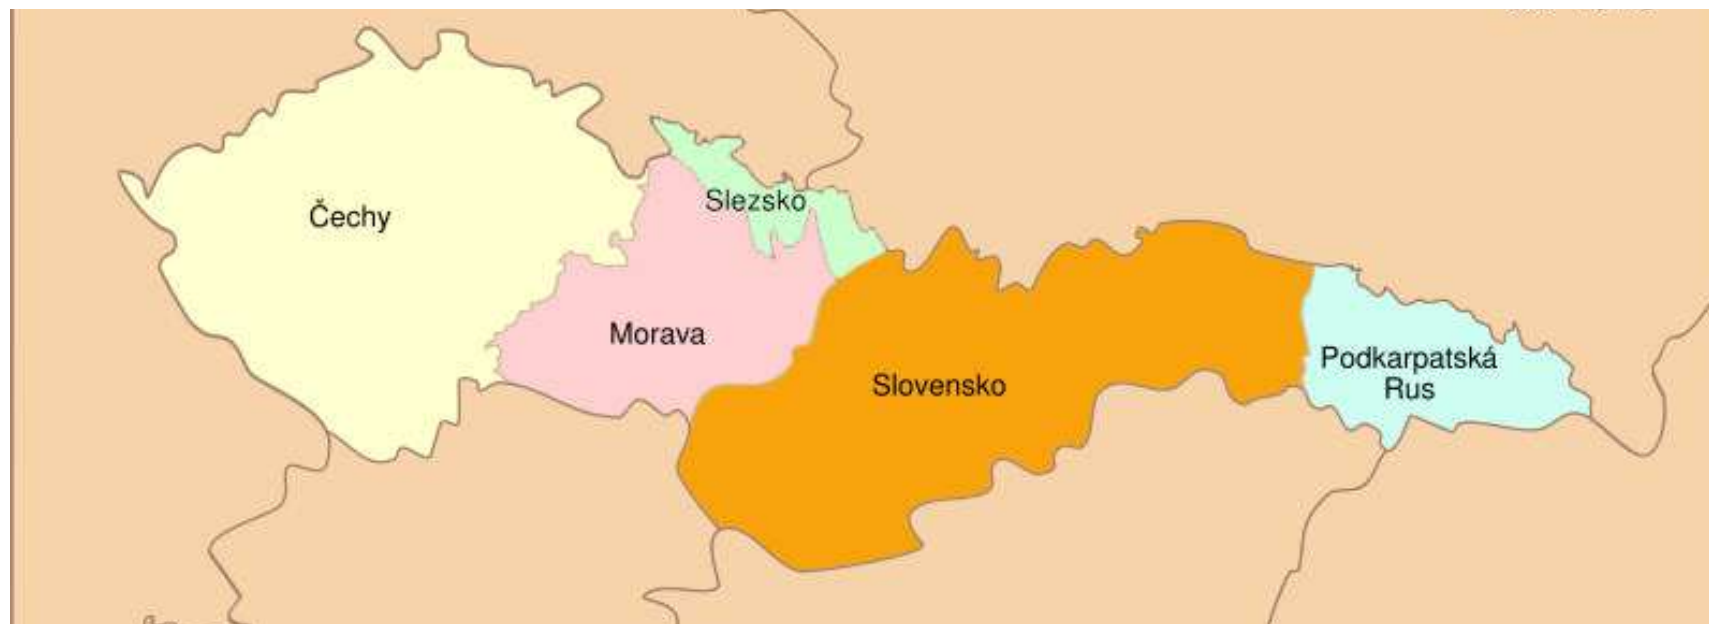 Čechy
Slezsko
Morava
Slovensko
Podkarpatská
Rus